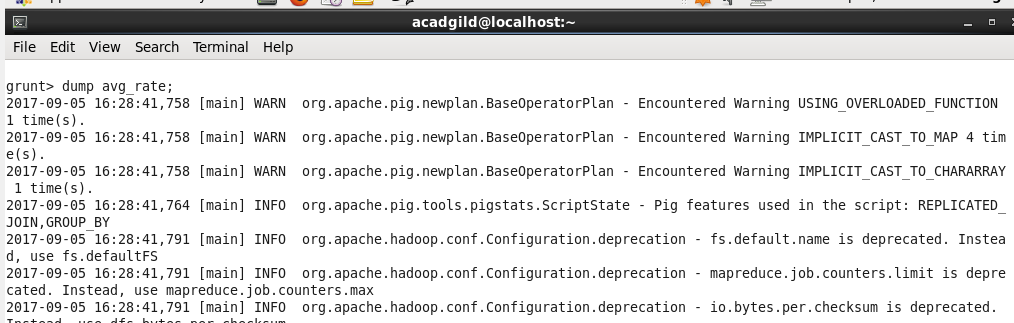 acadgild@localhost:~
File Edit View Search Terminal Help
grunt> dump avg_rate;
2017-09-05 16:28:41,758 [main] WARN  org.apache.pig.newplan.BaseOperatorPlan - Encountered Warning USING_OVERLOADED_FUNCTION
1 time(s).
2017-09-05 16:28:41,758 [main] WARN  org.apache.pig.newplan.BaseOperatorPlan - Encountered Warning IMPLICIT_CAST_TO_MAP 4 tim
e(s).
2017-09-05 16:28:41,758 [main] WARN  org.apache.pig.newplan.BaseOperatorPlan - Encountered Warning IMPLICIT_CAST_TO_CHARARRAY
 1 time(s).
2017-09-05 16:28:41,764 [main] INFO  org.apache.pig.tools.pigstats.ScriptState - Pig features used in the script: REPLICATED_
JOIN,GROUP_BY
2017-09-05 16:28:41,791 [main] INFO  org.apache.hadoop.conf.Configuration.deprecation - fs.default.name is deprecated. Instea
d, use fs.defaultFS
2017-09-05 16:28:41,791 [main] INFO  org.apache.hadoop.conf.Configuration.deprecation - mapreduce.job.counters.limit is depre
cated. Instead, use mapreduce.job.counters.max
2017-09-05 16:28:41,791 [main] INFO  org.apache.hadoop.conf.Configuration.deprecation - io.bytes.per.checksum is deprecated.
Instead, use dfs.bytes-per-checksum